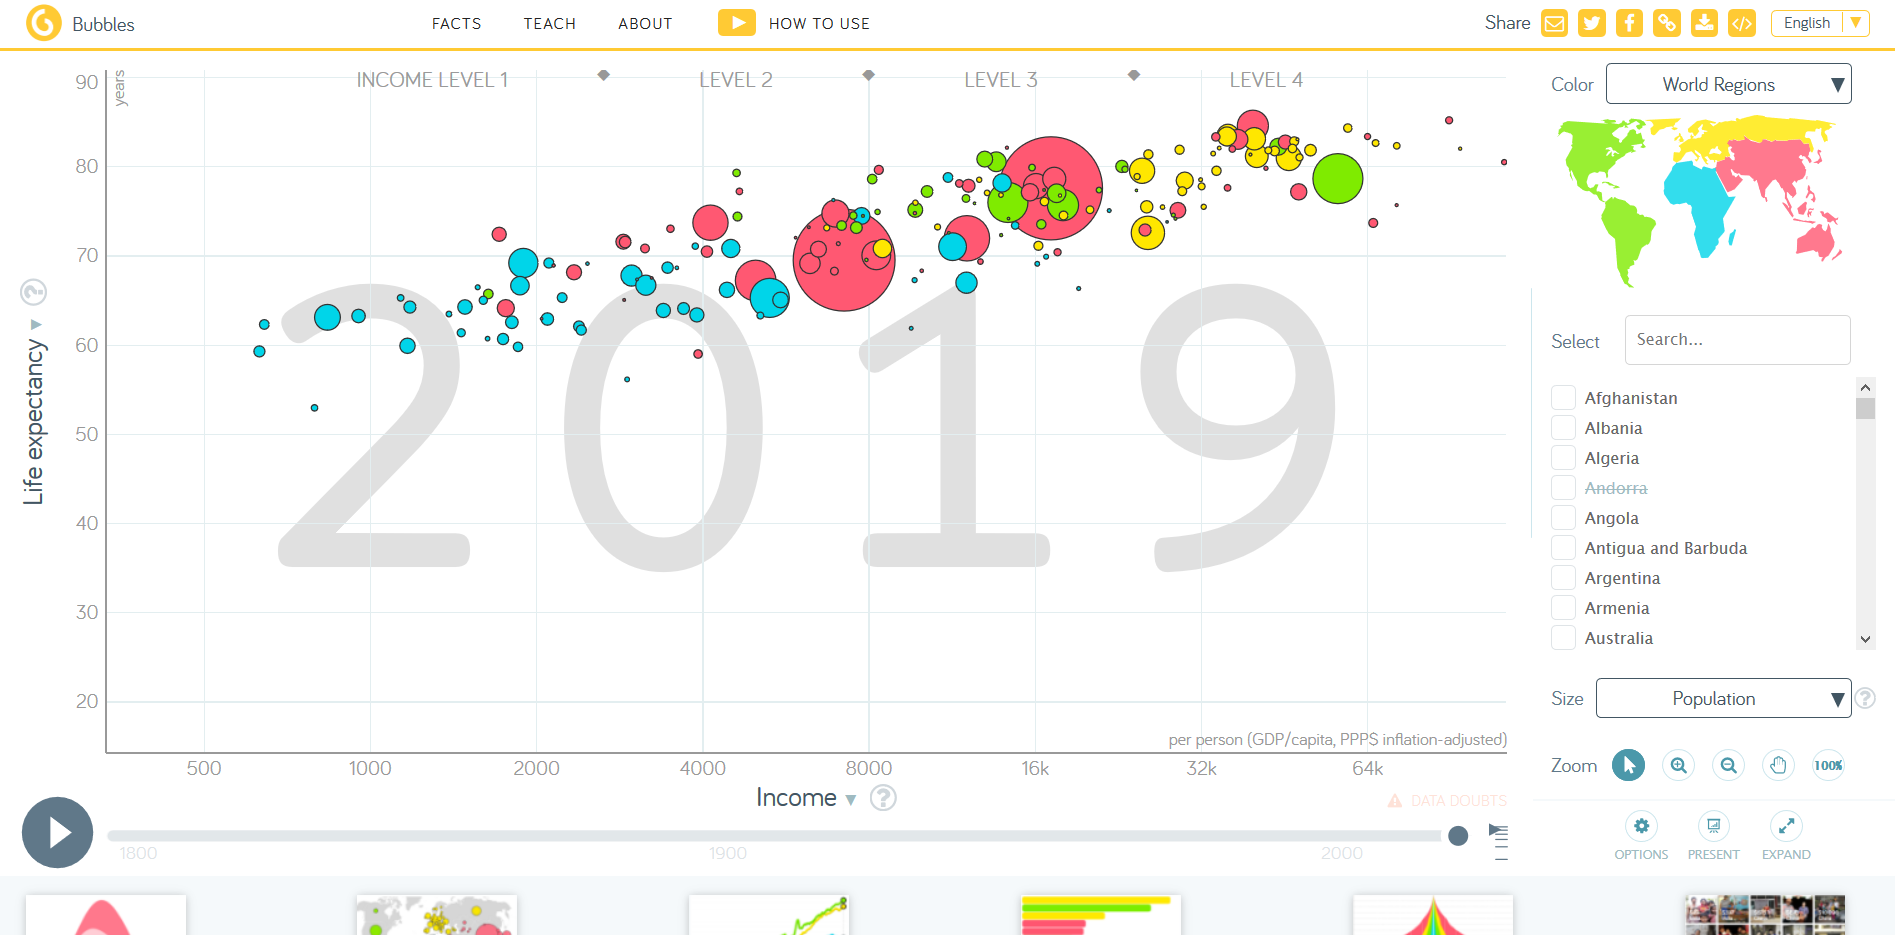 Bubbles
FACTS TEACH ABOUT HOW TO USE
Share
English ▼
90
years
INCOME LEVEL 1
LEVEL 2
LEVEL 3
LEVEL 4
80
70
60
50
40
30
20
Life expectancy
2019
per person (GDP/capita, PPP$ inflation-adjusted)
500 1000 2000 4000 8000 16k 32k 64k
Income ▼ ?
DATA DOUBTS
1800 1900 2000
Color World Regions ▼
Select Search...
Afghanistan
Albania
Algeria
Andorra
Angola
Antigua and Barbuda
Argentina
Armenia
Australia
Size Population ▼ ?
Zoom 100%
OPTIONS PRESENT EXPAND